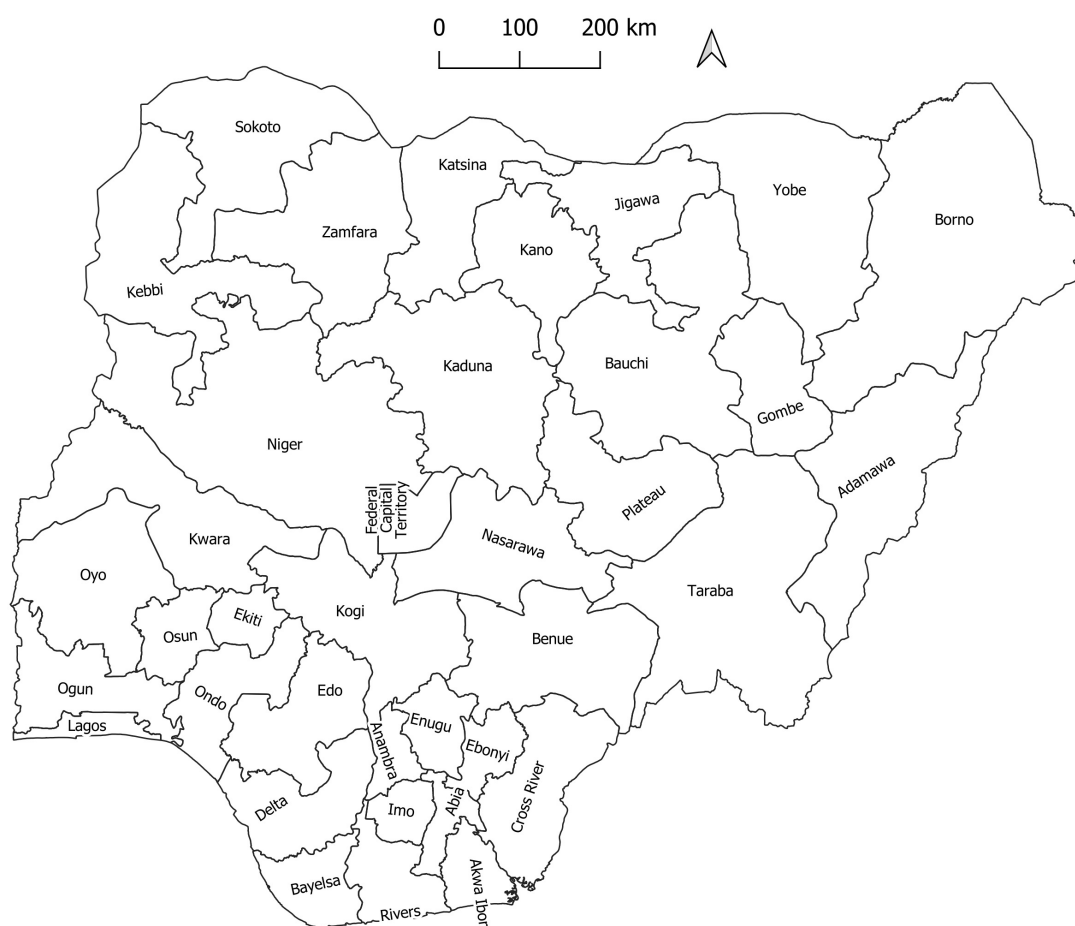 0 100 200 km
Sokoto
Katsina
Yobe
Jigawa
Borno
Zamfara
Kano
Kebbi
Kaduna
Bauchi
Gombe
Niger
Adamawa
Federal
Capital
Territory
Plateau
Kwara
Nasarawa
Oyo
Taraba
Kogi
Ekiti
Osun
Benue
Ogun
Edo
Ondo
Lagos
Enugu
Anambra
Ebonyi
Cross River
Delta
Imo
Abia
Bayelsa
Akwa Ibor
Rivers